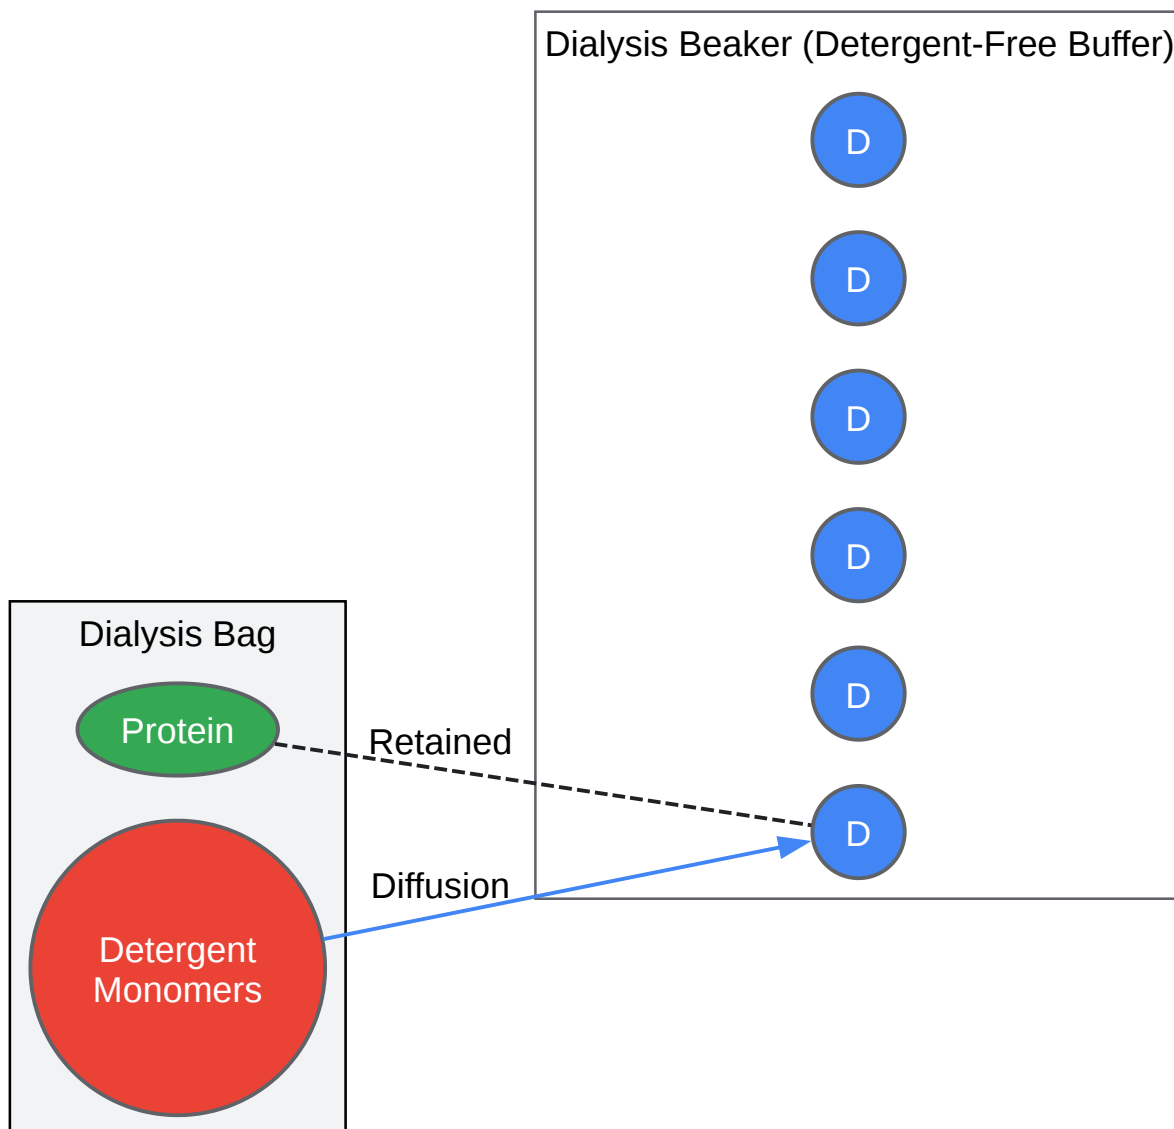 Dialysis Beaker (Detergent-Free Buffer)
D
D
D
D
D
D
Dialysis Bag
Protein
Retained
Diffusion
Detergent
Monomers